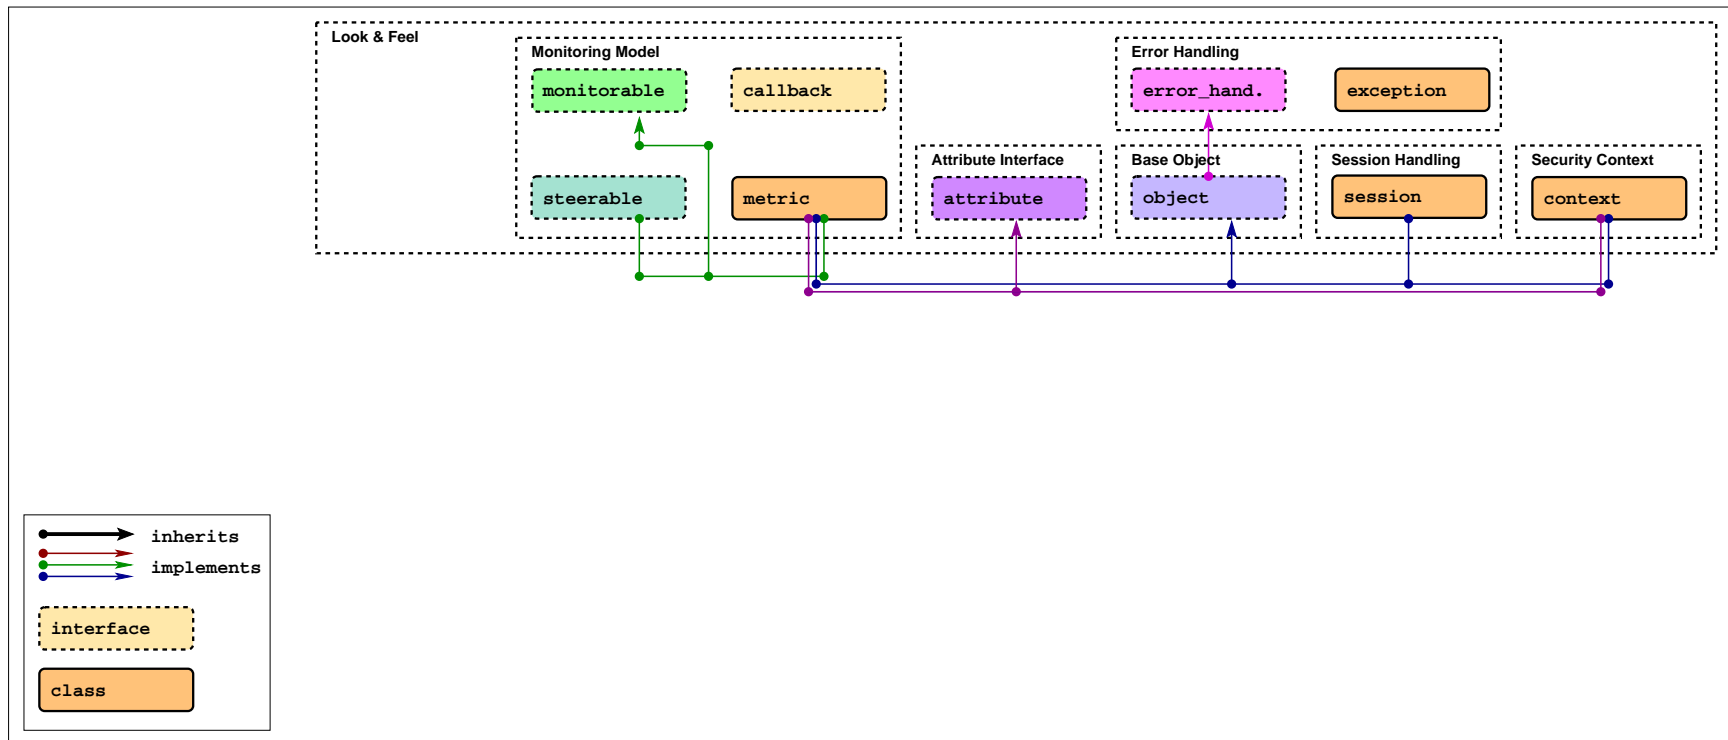 Look & Feel
Monitoring Model
Error Handling
monitorable
callback
error_hand.
exception
Attribute Interface
Base Object
Session Handling
Security Context
steerable
metric
attribute
object
session
context
inherits
implements
interface
class